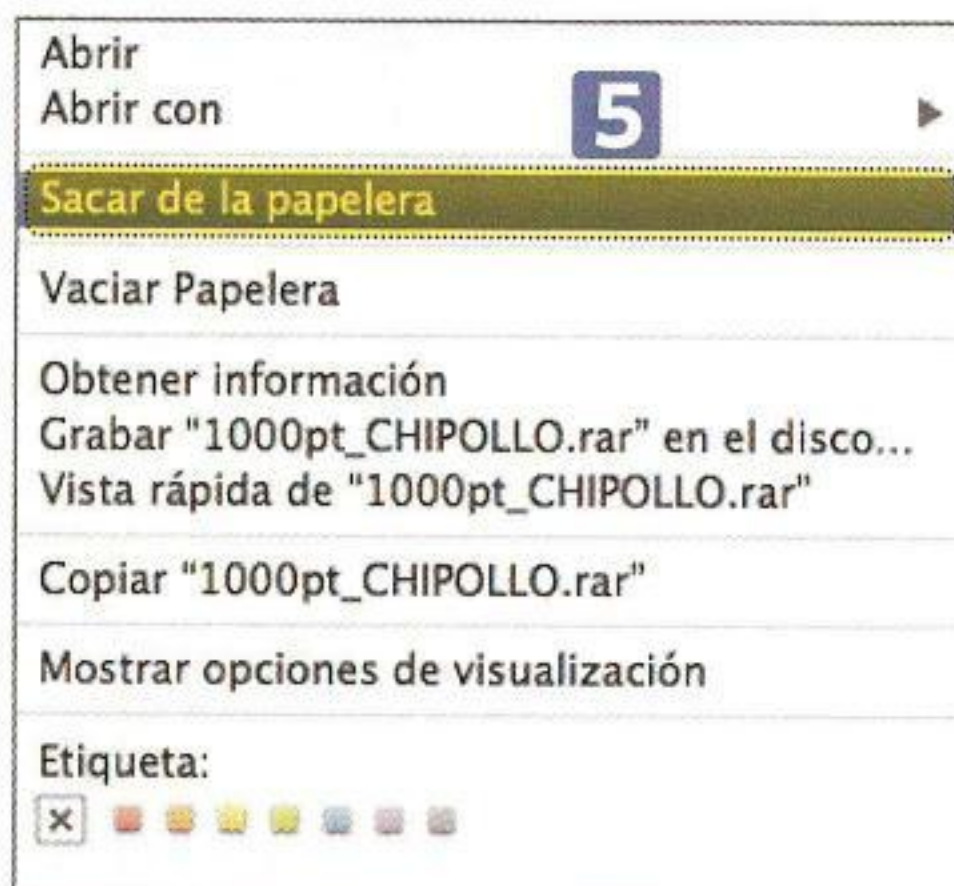 Abrir
Abrir con
5
Sacar de la papelera
Vaciar Papelera
Obtener información
Grabar "1000pt_CHIPOLLO.rar" en el disco...
Vista rápida de "1000pt_CHIPOLLO.rar"
Copiar “1000pt_CHIPOLLO.rar”
Mostrar opciones de visualización
Etiqueta: